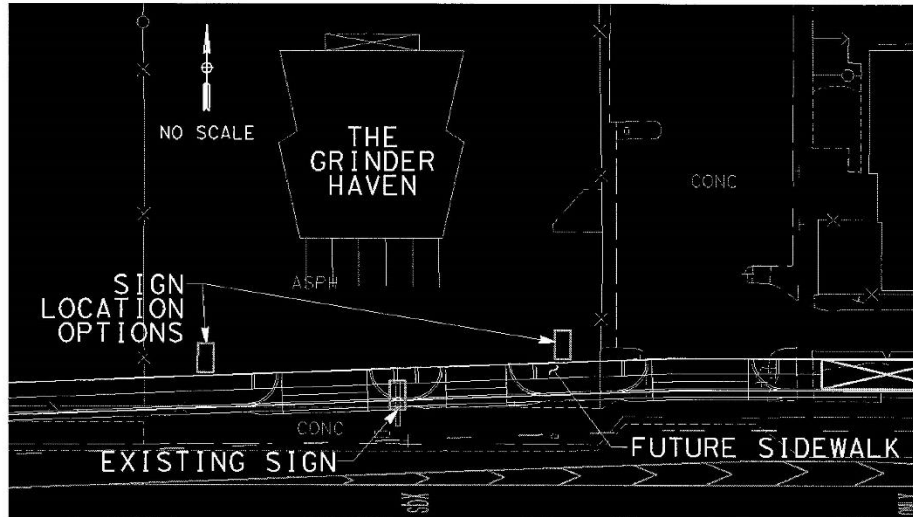 NO SCALE
THE
GRINDER
HAVEN
CONC
ASPH
SIGN
LOCATION
OPTIONS
CONC
EXISTING SIGN
FUTURE SIDEWALK